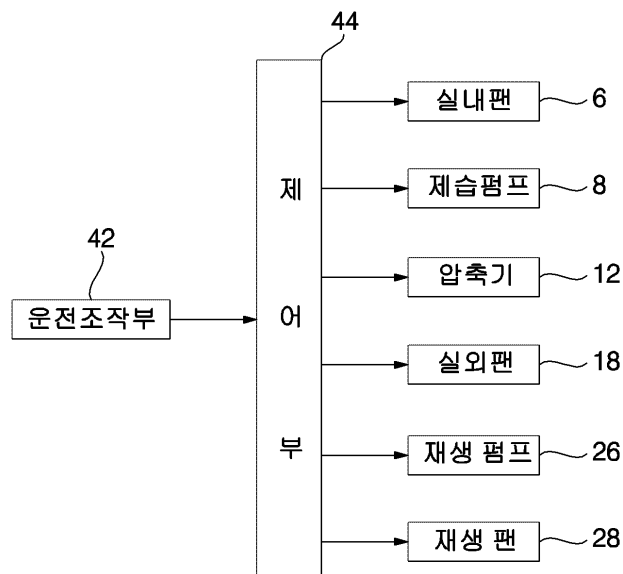 44
실내팬 6
제 제습펌프 8
42
압축기 12
운전조작부
어
실외팬 18
부 재생 펌프 26
재생 팬 28